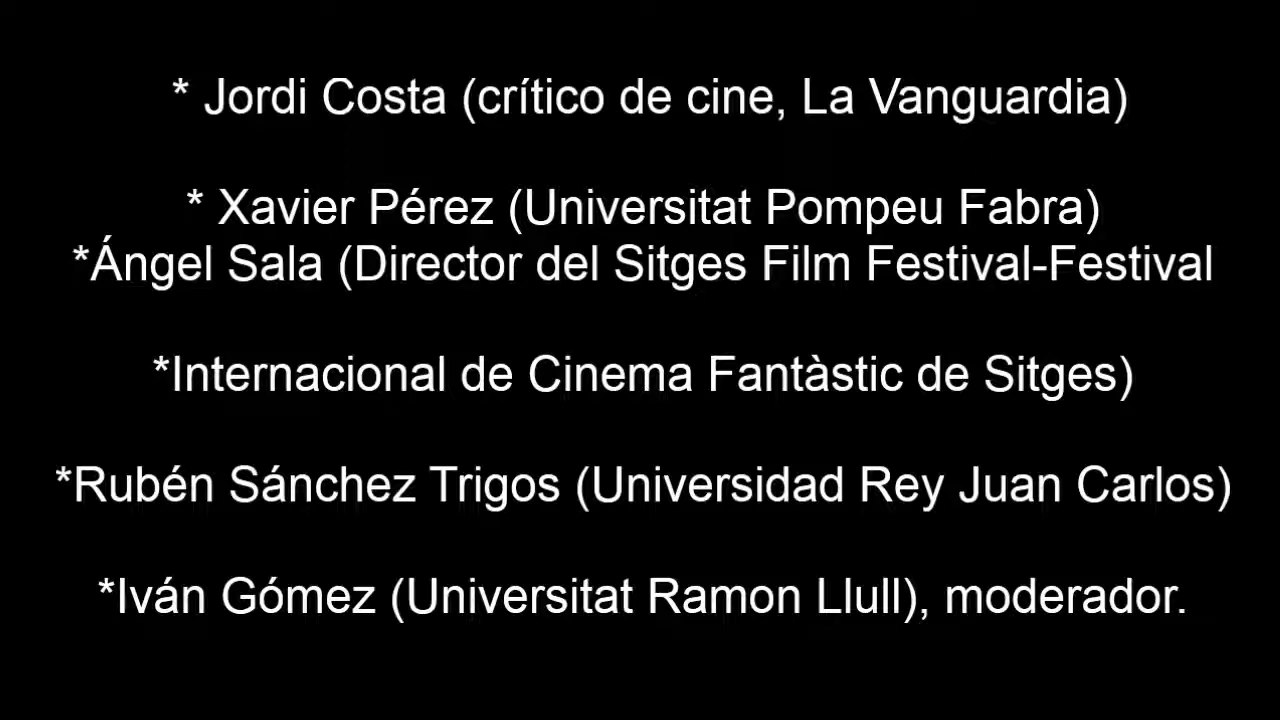 * Jordi Costa (crítico de cine, La Vanguardia)
* Xavier Pérez (Universitat Pompeu Fabra)
*Ángel Sala (Director del Sitges Film Festival-Festival
*Internacional de Cinema Fantàstic de Sitges)
*Rubén Sánchez Trigos (Universidad Rey Juan Carlos)
*Iván Gómez (Universitat Ramon Llull), moderador.